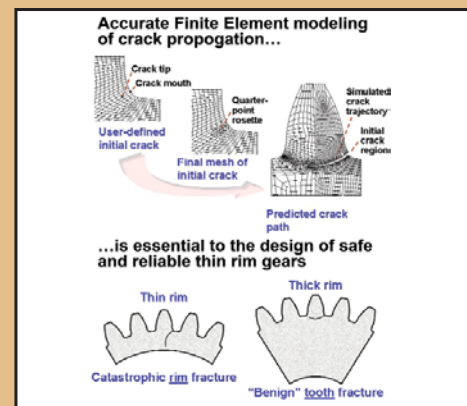 Accurate Finite Element modeling
of crack propogation...
Crack tip
Crack mouth
User-defined
initial crack
Quarter-
point
rosette
Final mesh of
initial crack
Simulated
crack
trajectory
Initial
crack
region
Predicted crack
path
...is essential to the design of safe
and reliable thin rim gears
Thin rim
Catastrophic rim fracture
Thick rim
"Benign" tooth fracture